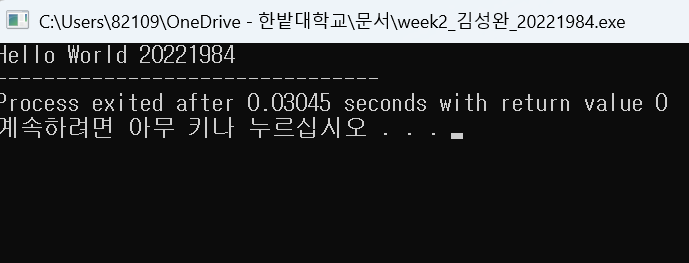 C:\Users\82109\OneDrive - 한밭대학교\문서\week2_김성완_20221984.exe
Hello World 20221984
--------------------------------
Process exited after 0.03045 seconds with return value 0
계속하려면 아무 키나 누르십시오 . . .